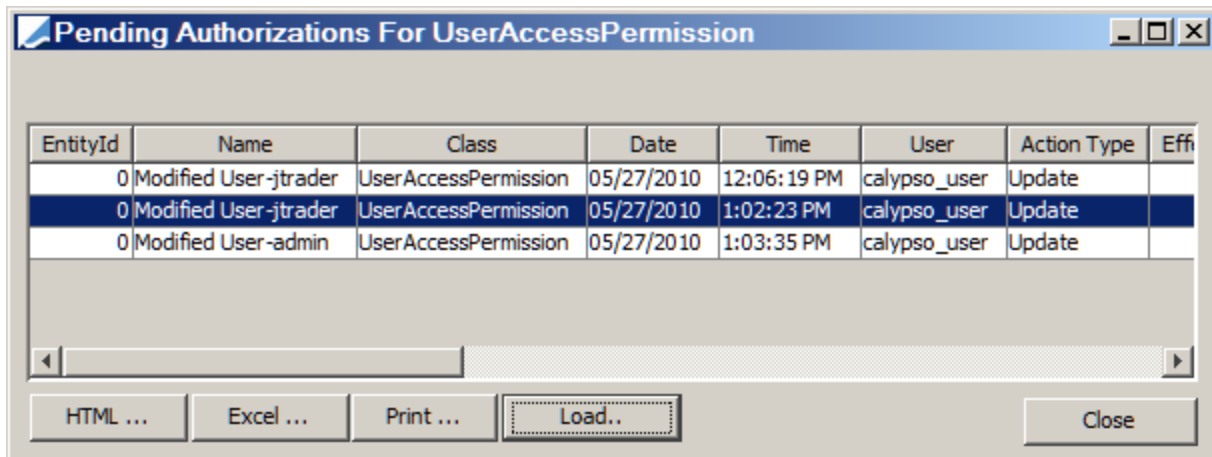 Pending Authorizations For UserAccessPermission
EntityId Name Class Date Time User Action Type Effe
0 Modified User-jtrader UserAccessPermission 05/27/2010 12:06:19 PM calypso_user Update
0 Modified User-jtrader UserAccessPermission 05/27/2010 1:02:23 PM calypso_user Update
0 Modified User-admin UserAccessPermission 05/27/2010 1:03:35 PM calypso_user Update
HTML ... Excel ... Print ... Load.. Close